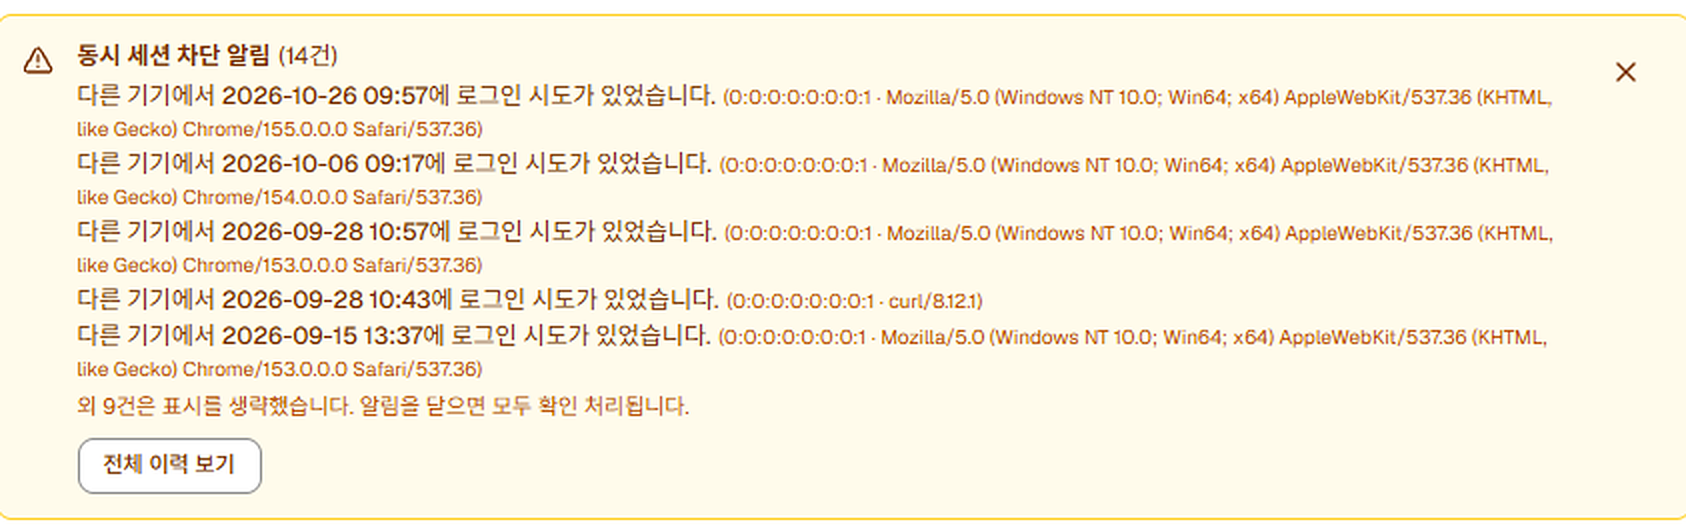 동시 세션 차단 알림 (14건)
다른 기기에서 2026-10-26 09:57에 로그인 시도가 있었습니다. (0:0:0:0:0:0:0:1 · Mozilla/5.0 (Windows NT 10.0; Win64; x64) AppleWebKit/537.36 (KHTML,
like Gecko) Chrome/155.0.0.0 Safari/537.36)
다른 기기에서 2026-10-06 09:17에 로그인 시도가 있었습니다. (0:0:0:0:0:0:0:1 · Mozilla/5.0 (Windows NT 10.0; Win64; x64) AppleWebKit/537.36 (KHTML,
like Gecko) Chrome/154.0.0.0 Safari/537.36)
다른 기기에서 2026-09-28 10:57에 로그인 시도가 있었습니다. (0:0:0:0:0:0:0:1 · Mozilla/5.0 (Windows NT 10.0; Win64; x64) AppleWebKit/537.36 (KHTML,
like Gecko) Chrome/153.0.0.0 Safari/537.36)
다른 기기에서 2026-09-28 10:43에 로그인 시도가 있었습니다. (0:0:0:0:0:0:0:1 · curl/8.12.1)
다른 기기에서 2026-09-15 13:37에 로그인 시도가 있었습니다. (0:0:0:0:0:0:0:1 · Mozilla/5.0 (Windows NT 10.0; Win64; x64) AppleWebKit/537.36 (KHTML,
like Gecko) Chrome/153.0.0.0 Safari/537.36)
외 9건은 표시를 생략했습니다. 알림을 닫으면 모두 확인 처리됩니다.
전체 이력 보기